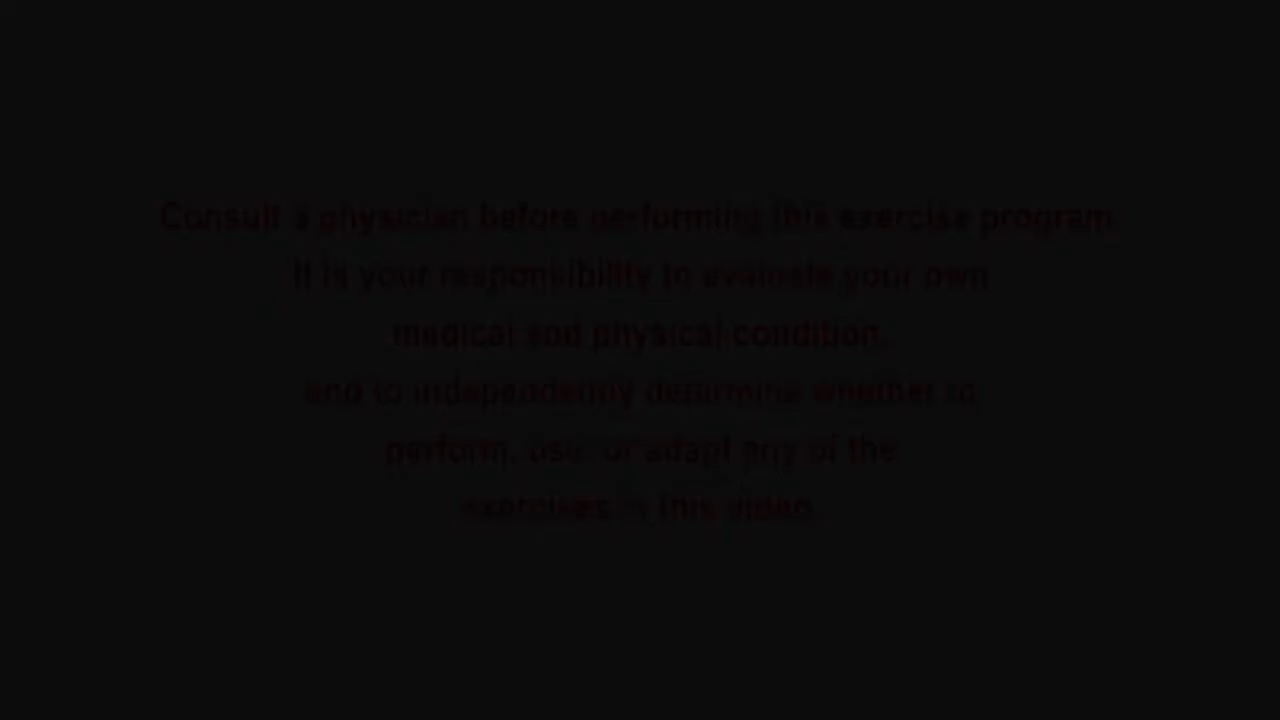 Consult a physician before performing this exercise program.
It is your responsibility to evaluate your own
medical and physical condition,
and to independently determine whether to
perform, use, or adapt any of the
exercises in this video.